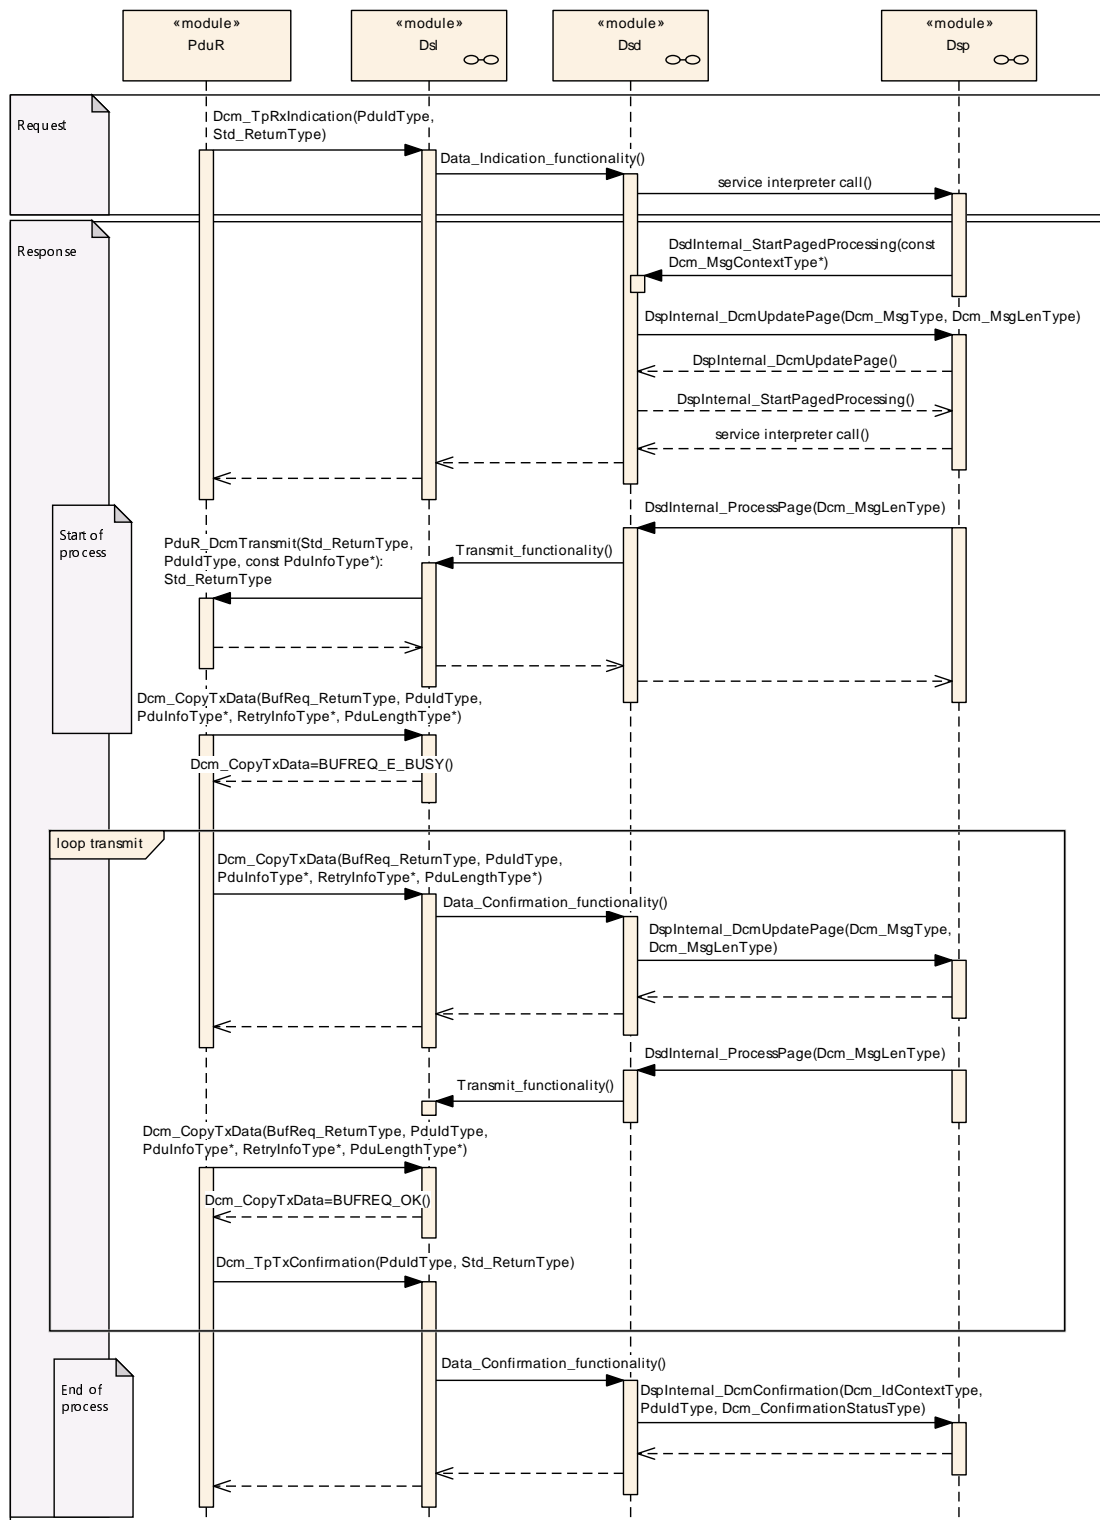 «module»
PduR
«module»
Dsl
«module»
Dsd
«module»
Dsp
Request
Dcm_TpRxIndication(PduIdType,
Std_ReturnType)
Data_Indication_functionality()
service interpreter call()
Response
DsdInternal_StartPagedProcessing(const
Dcm_MsgContextType*)
DspInternal_DcmUpdatePage(Dcm_MsgType, Dcm_MsgLenType)
DspInternal_DcmUpdatePage()
DspInternal_StartPagedProcessing()
service interpreter call()
DsdInternal_ProcessPage(Dcm_MsgLenType)
Start of
process
PduR_DcmTransmit(Std_ReturnType,
PduIdType, const PduInfoType*):
Std_ReturnType
Transmit_functionality()
Dcm_CopyTxData(BufReq_ReturnType, PduIdType,
PduInfoType*, RetryInfoType*, PduLengthType*)
Dcm_CopyTxData=BUFREQ_E_BUSY()
loop transmit
Dcm_CopyTxData(BufReq_ReturnType, PduIdType,
PduInfoType*, RetryInfoType*, PduLengthType*)
Data_Confirmation_functionality()
DspInternal_DcmUpdatePage(Dcm_MsgType,
Dcm_MsgLenType)
DsdInternal_ProcessPage(Dcm_MsgLenType)
Transmit_functionality()
Dcm_CopyTxData(BufReq_ReturnType, PduIdType,
PduInfoType*, RetryInfoType*, PduLengthType*)
Dcm_CopyTxData=BUFREQ_OK()
Dcm_TpTxConfirmation(PduIdType, Std_ReturnType)
Data_Confirmation_functionality()
End of
process
DspInternal_DcmConfirmation(Dcm_IdContextType,
PduIdType, Dcm_ConfirmationStatusType)